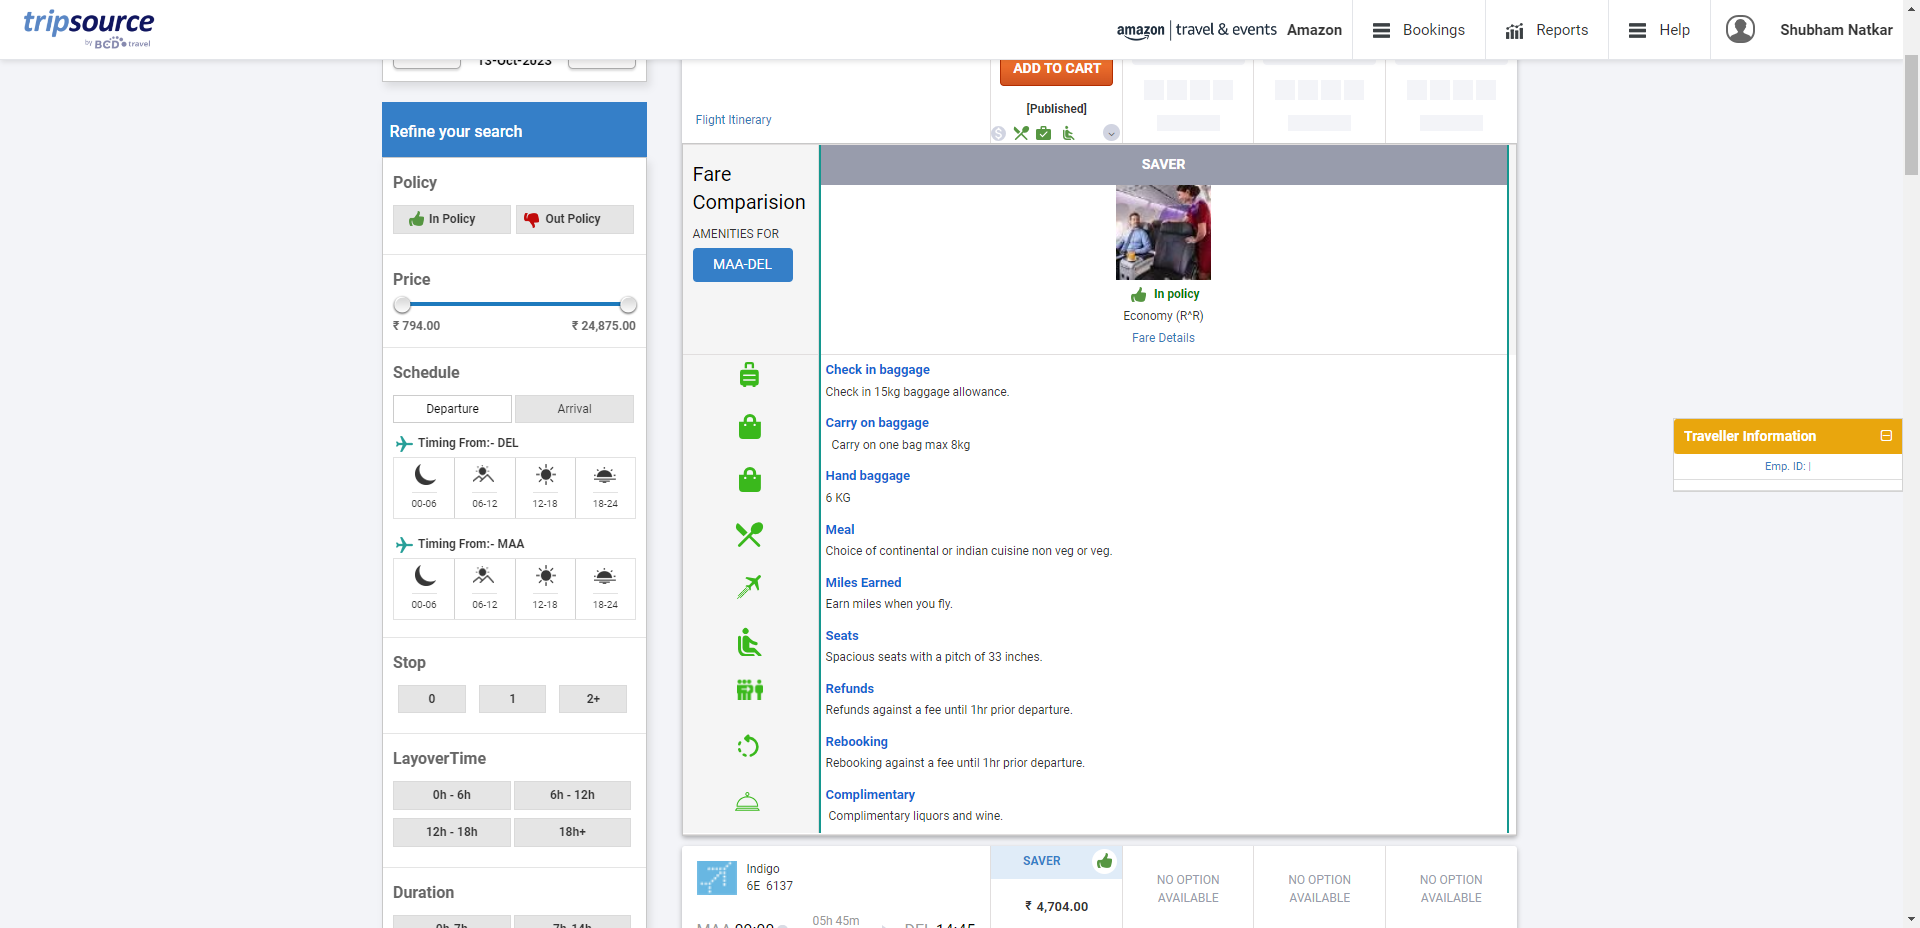 tripsource
by BCD travel
amazon | travel & events Amazon
Bookings
Reports
Help
Shubham Natkar
13-Oct-2023
Refine your search
Policy
In Policy
Out Policy
Price
₹ 794.00
₹ 24,875.00
Schedule
Departure
Arrival
Timing From:- DEL
00-06
06-12
12-18
18-24
Timing From:- MAA
00-06
06-12
12-18
18-24
Stop
0
1
2+
LayoverTime
0h - 6h
6h - 12h
12h - 18h
18h+
Duration
0h-7h
7h-14h
ADD TO CART
[Published]
Flight Itinerary
Fare
Comparision
AMENITIES FOR
MAA-DEL
SAVER
In policy
Economy (R^R)
Fare Details
Check in baggage
Check in 15kg baggage allowance.
Carry on baggage
Carry on one bag max 8kg
Hand baggage
6 KG
Meal
Choice of continental or indian cuisine non veg or veg.
Miles Earned
Earn miles when you fly.
Seats
Spacious seats with a pitch of 33 inches.
Refunds
Refunds against a fee until 1hr prior departure.
Rebooking
Rebooking against a fee until 1hr prior departure.
Complimentary
Complimentary liquors and wine.
Indigo
6E 6137
05h 45m
MAA 09:00
DEL 14:45
SAVER
₹ 4,704.00
NO OPTION
AVAILABLE
NO OPTION
AVAILABLE
NO OPTION
AVAILABLE
Traveller Information
Emp. ID: |